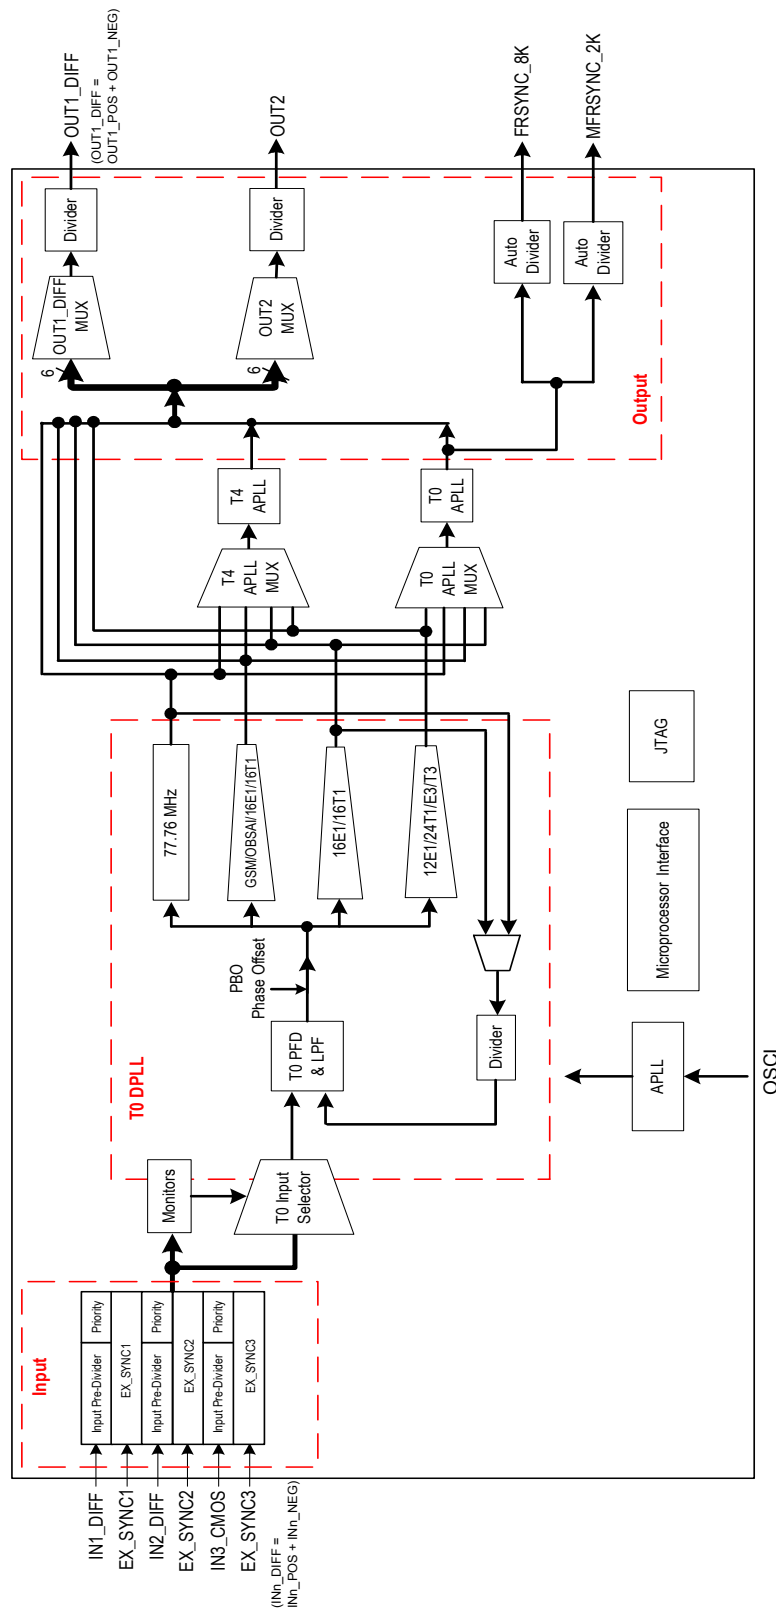 IN1_DIFF
EX_SYNC1
IN2_DIFF
EX_SYNC2
IN3_CMOS
EX_SYNC3
(INn_DIFF =
INn_POS + INn_NEG)
Input
Input Pre-Divider
Priority
EX_SYNC1
Input Pre-Divider
Priority
EX_SYNC2
Input Pre-Divider
Priority
EX_SYNC3
Monitors
T0 Input
Selector
T0 DPLL
T0 PFD
& LPF
PBO
Phase Offset
77.76 MHz
GSM/OBSAI/16E1/16T1
16E1/16T1
12E1/24T1/E3/T3
Divider
T4
APLL
MUX
T0
APLL
MUX
T4
APLL
T0
APLL
Output
6
OUT1_DIFF
MUX
Divider
6
OUT2
MUX
Divider
Auto
Divider
Auto
Divider
OUT1_DIFF
(OUT1_DIFF =
OUT1_POS + OUT1_NEG)
OUT2
FRSYNC_8K
MFRSYNC_2K
APLL
OSCI
Microprocessor Interface
JTAG